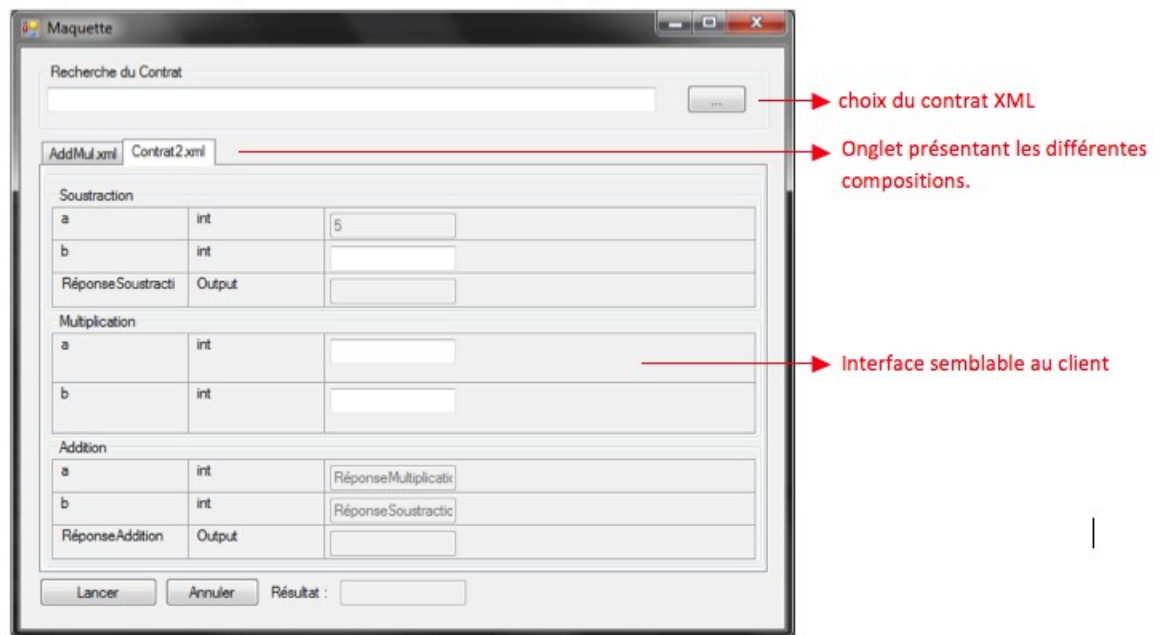 Maquette
Recherche du Contrat
...
choix du contrat XML
AddMul.xml Contrat2.xml
Onglet présentant les différentes
compositions.
Soustraction
a int 5
b int
RéponseSoustracti Output
Multiplication
a int
Interface semblable au client
b int
Addition
a int RéponseMultiplicatic
b int RéponseSoustractic
RéponseAddition Output
Lancer Annuler Résultat :